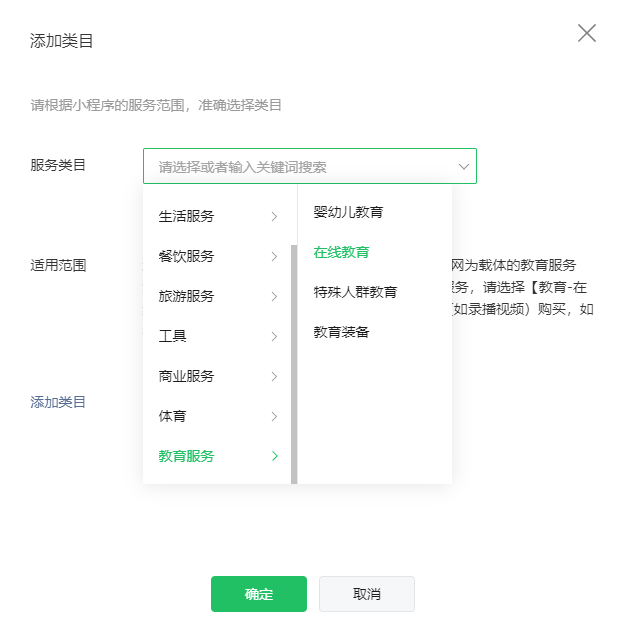 添加类目
请根据小程序的服务范围，准确选择类目
服务类目
请选择或者输入关键词搜索
生活服务
餐饮服务
旅游服务
工具
商业服务
体育
教育服务
婴幼儿教育
在线教育
特殊人群教育
教育装备
适用范围
网为载体的教育服务
务，请选择【教育-在
如录播视频）购买，如
添加类目
确定
取消